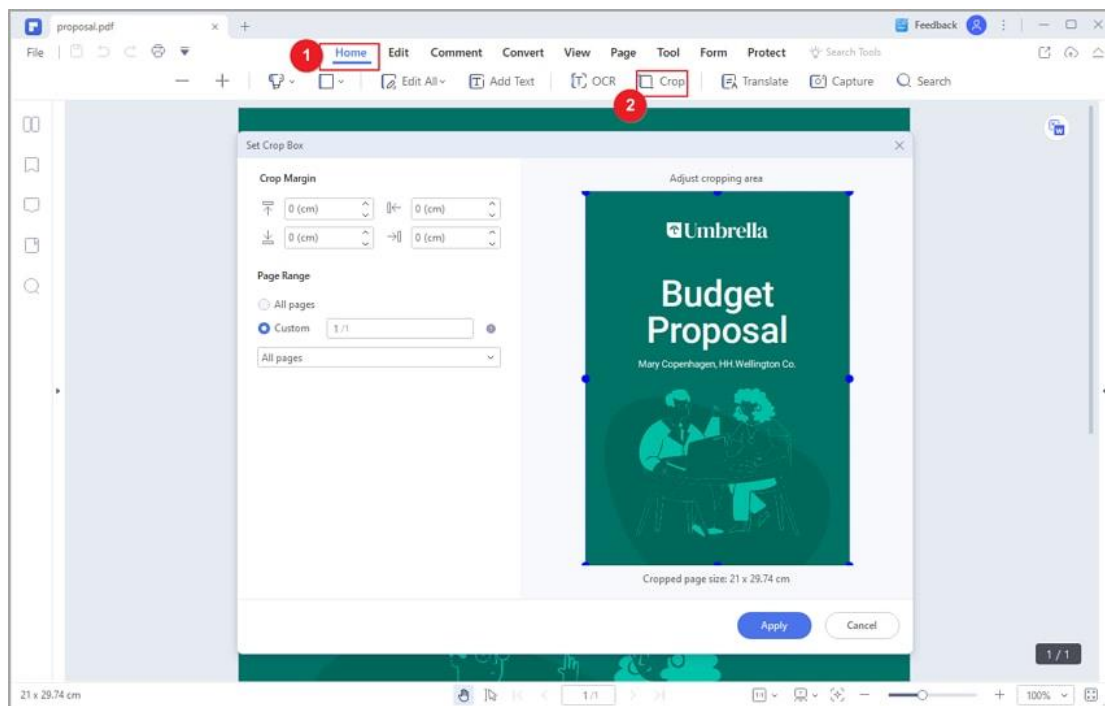 proposal.pdf
Feedback
File
1
Home
Edit
Comment
Convert
View
Page
Tool
Form
Protect
Search Tools
Edit All
Add Text
OCR
Crop
Translate
Capture
Search
2
Set Crop Box
Crop Margin
0 (cm)
0 (cm)
0 (cm)
0 (cm)
Page Range
All pages
Custom
1 /1
All pages
Adjust cropping area
Umbrella
Budget
Proposal
Mary Copenhagen, HH.Wellington Co.
Cropped page size: 21 x 29.74 cm
Apply
Cancel
1 / 1
21 x 29.74 cm
1 /1
100%